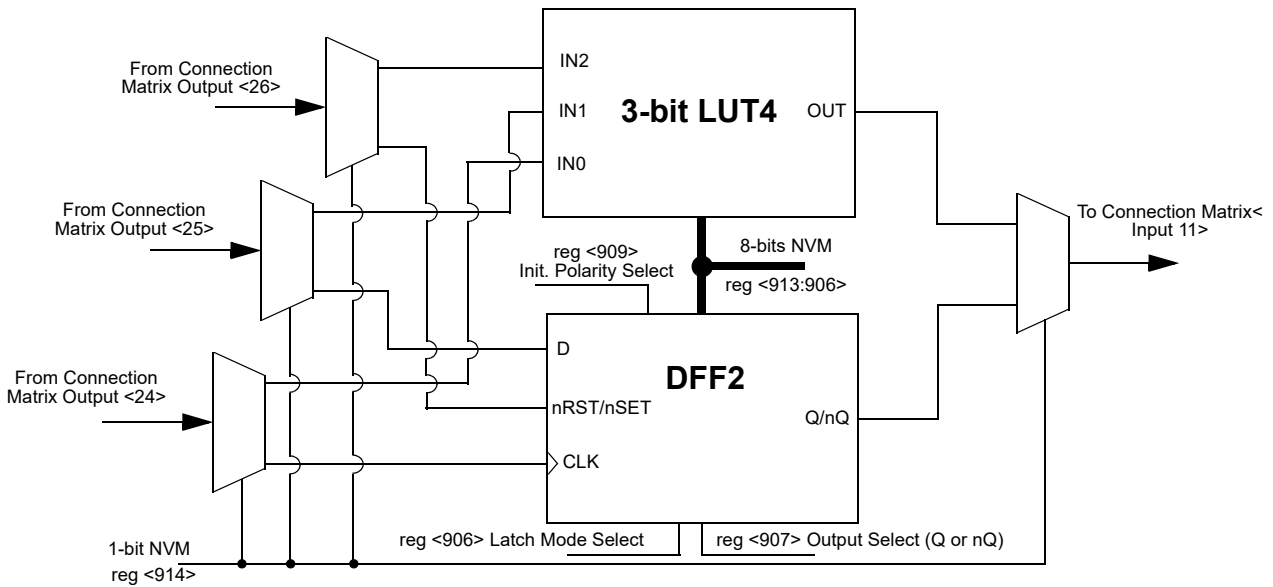 From Connection
Matrix Output <26>
IN2
IN1
IN0
3-bit LUT4
OUT
From Connection
Matrix Output <25>
To Connection Matrix<
Input 11>
reg <909>
Init. Polarity Select
8-bits NVM
reg <913:906>
From Connection
Matrix Output <24>
D
nRST/nSET
CLK
DFF2
Q/nQ
reg <906> Latch Mode Select
reg <907> Output Select (Q or nQ)
1-bit NVM
reg <914>